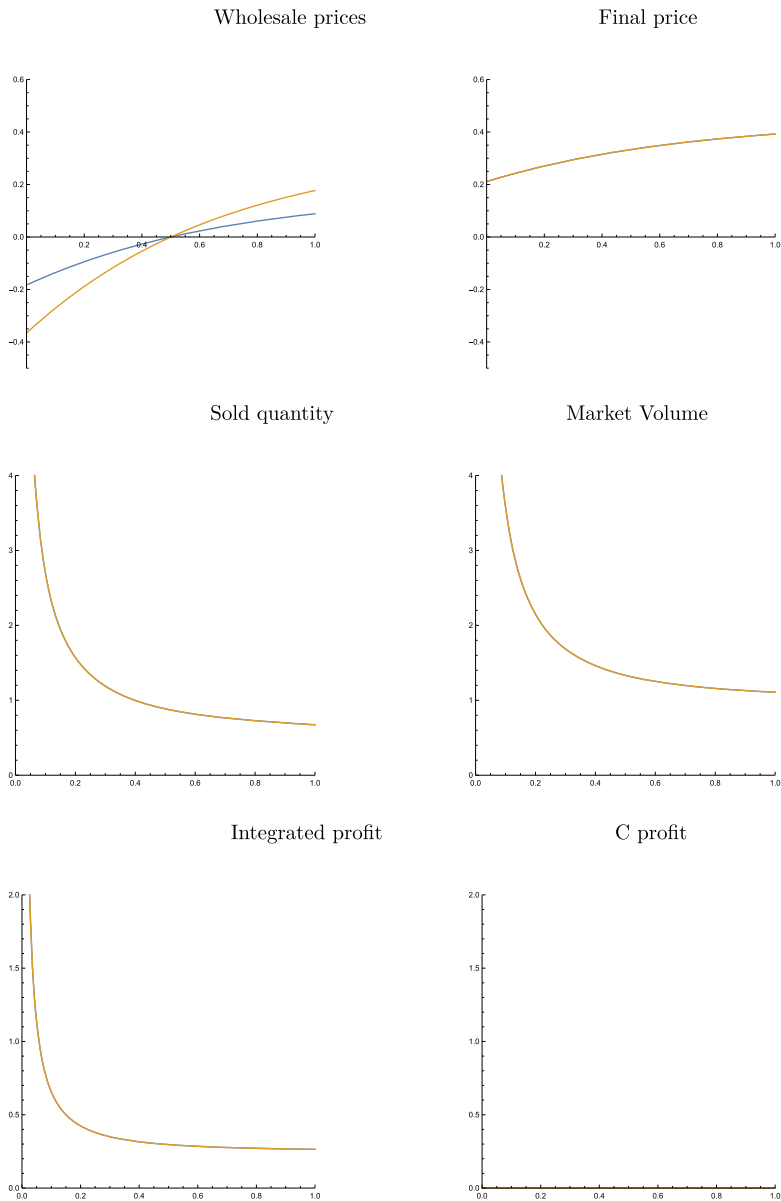 Wholesale prices
Final price
0.6
0.4
0.2
0.0
−0.2
−0.4
0.2 0.4 0.6 0.8 1.0
0.6
0.4
0.2
0.0
−0.2
−0.4
0.2 0.4 0.6 0.8 1.0
Sold quantity
Market Volume
4
3
2
1
0
0.0 0.2 0.4 0.6 0.8 1.0
4
3
2
1
0
0.0 0.2 0.4 0.6 0.8 1.0
Integrated profit
C profit
2.0
1.5
1.0
0.5
0.0
0.0 0.2 0.4 0.6 0.8 1.0
2.0
1.5
1.0
0.5
0.0
0.0 0.2 0.4 0.6 0.8 1.0